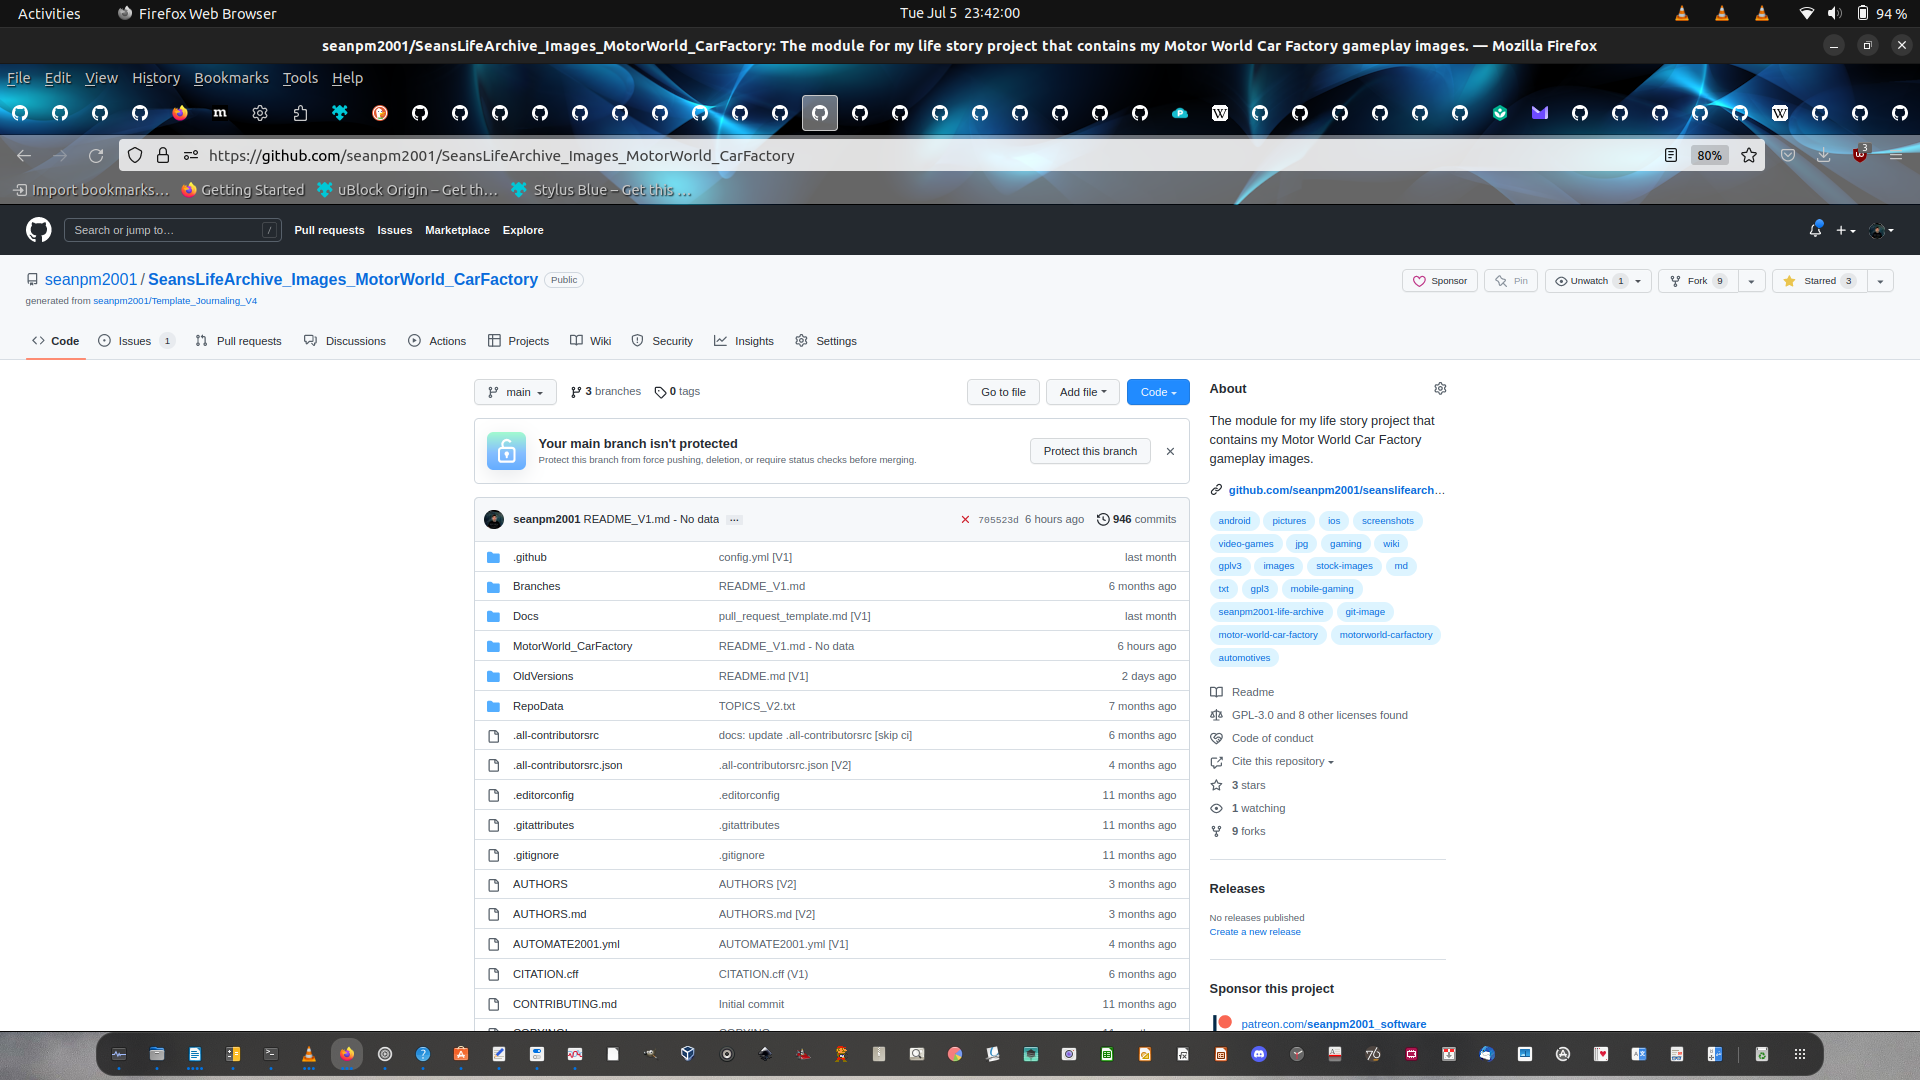 Activities
Firefox Web Browser
Tue Jul 5 23:42:00
94 %
seanpm2001/SeansLifeArchive_Images_MotorWorld_CarFactory: The module for my life story project that contains my Motor World Car Factory gameplay images. — Mozilla Firefox
File Edit View History Bookmarks Tools Help
https://github.com/seanpm2001/SeansLifeArchive_Images_MotorWorld_CarFactory
80%
3
Import bookmarks… Getting Started uBlock Origin – Get th… Stylus Blue – Get this …
Search or jump to… /
Pull requests Issues Marketplace Explore
seanpm2001 / SeansLifeArchive_Images_MotorWorld_CarFactory Public
Sponsor Pin Unwatch 1 Fork 9 Starred 3
generated from seanpm2001/Template_Journaling_V4
Code Issues 1 Pull requests Discussions Actions Projects Wiki Security Insights Settings
main 3 branches 0 tags Go to file Add file Code
Your main branch isn't protected
Protect this branch from force pushing, deletion, or require status checks before merging.
Protect this branch
seanpm2001 README_V1.md - No data ... 705523d 6 hours ago 946 commits
.github config.yml [V1] last month
Branches README_V1.md 6 months ago
Docs pull_request_template.md [V1] last month
MotorWorld_CarFactory README_V1.md - No data 6 hours ago
OldVersions README.md [V1] 2 days ago
RepoData TOPICS_V2.txt 7 months ago
.all-contributorsrc docs: update .all-contributorsrc [skip ci] 6 months ago
.all-contributorsrc.json .all-contributorsrc.json [V2] 4 months ago
.editorconfig .editorconfig 11 months ago
.gitattributes .gitattributes 11 months ago
.gitignore .gitignore 11 months ago
AUTHORS AUTHORS [V2] 3 months ago
AUTHORS.md AUTHORS.md [V2] 3 months ago
AUTOMATE2001.yml AUTOMATE2001.yml [V1] 4 months ago
CITATION.cff CITATION.cff (V1) 6 months ago
CONTRIBUTING.md Initial commit 11 months ago
About
The module for my life story project that
contains my Motor World Car Factory
gameplay images.
github.com/seanpm2001/seanslifearch…
android pictures ios screenshots
video-games jpg gaming wiki
gplv3 images stock-images md
txt gpl3 mobile-gaming
seanpm2001-life-archive git-image
motor-world-car-factory motorworld-carfactory
automotives
Readme
GPL-3.0 and 8 other licenses found
Code of conduct
Cite this repository
3 stars
1 watching
9 forks
Releases
No releases published
Create a new release
Sponsor this project
patreon.com/seanpm2001_software